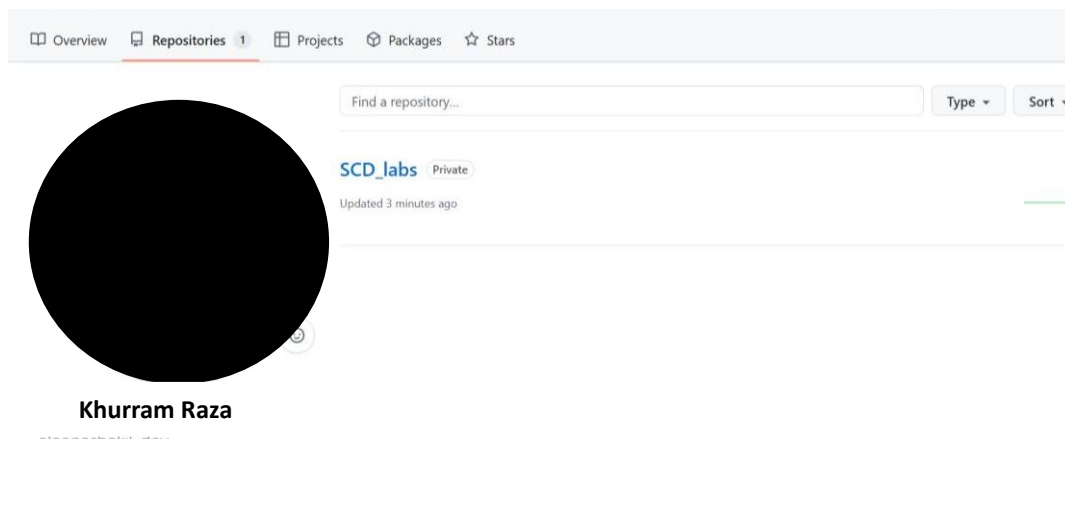 Overview Repositories 1 Projects Packages Stars
Find a repository... Type Sort
SCD_labs Private
Updated 3 minutes ago
Khurram Raza